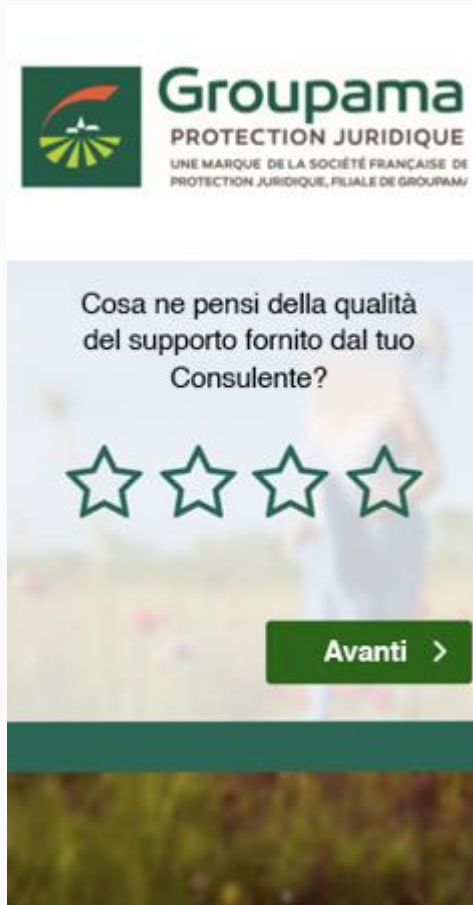 Groupama
PROTECTION JURIDIQUE
UNE MARQUE DE LA SOCIÉTÉ FRANÇAISE DE
PROTECTION JURIDIQUE, FILIALE DE GROUPAMA
Cosa ne pensi della qualità
del supporto fornito dal tuo
Consulente?
Avanti